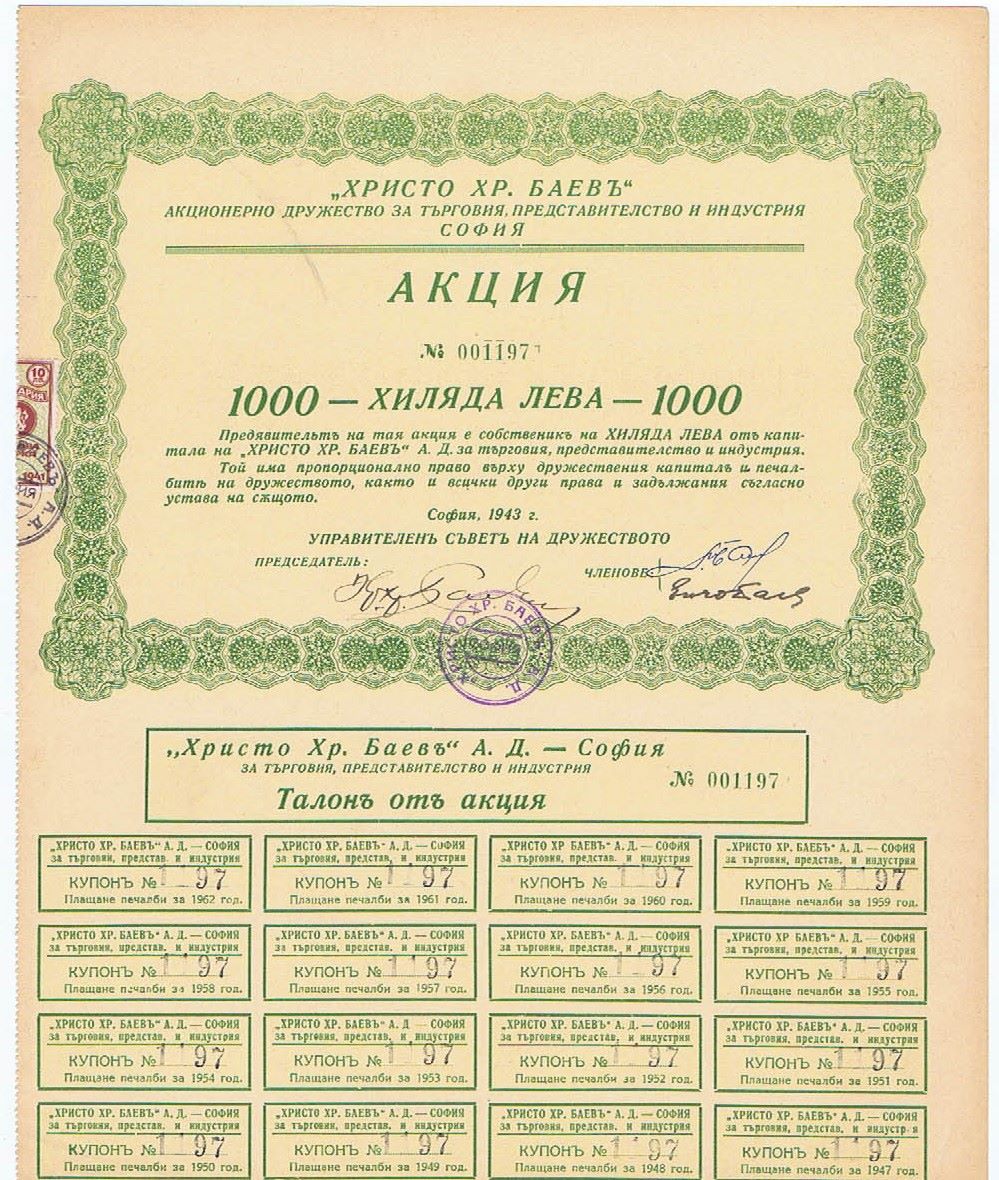 „ХРИСТО ХР. БАЕВЪ“
АКЦИОНЕРНО ДРУЖЕСТВО ЗА ТЪРГОВИЯ, ПРЕДСТАВИТЕЛСТВО И ИНДУСТРИЯ
СОФИЯ
АКЦИЯ
№ 001197
1000 — ХИЛЯДА ЛЕВА — 1000
Предявительтъ на тая акция е собственикъ на ХИЛЯДА ЛЕВА отъ капи-
тала на „ХРИСТО ХР. БАЕВЪ“ А. Д. за търговия, представителство и индустрия.
Той има пропорционално право върху дружествения капиталъ и печал-
битѣ на дружеството, както и всички други права и задължания съгласно
устава на сѫщото.
София, 1943 г.
УПРАВИТЕЛЕНЪ СЪВЕТЪ НА ДРУЖЕСТВОТО
ПРЕДСЕДАТЕЛЬ:
ЧЛЕНОВЕ:
10
1941
ХРИСТО ХР. БАЕВЪ А. Д.
„Христо Хр. Баевъ“ А. Д. — София
ЗА ТЪРГОВИЯ, ПРЕДСТАВИТЕЛСТВО И ИНДУСТРИЯ
№ 001197
Талонъ отъ акция
„ХРИСТО ХР. БАЕВЪ“ А. Д. — СОФИЯ
за търговия, представ. и индустрия
КУПОНЪ № 1197
Плащане печалби за 1962 год.
„ХРИСТО ХР. БАЕВЪ“ А. Д. — СОФИЯ
за търговия, представ. и индустрия
КУПОНЪ № 1197
Плащане печалби за 1961 год.
„ХРИСТО ХР. БАЕВЪ“ А. Д. — СОФИЯ
за търговия, представ. и индустрия
КУПОНЪ № 1197
Плащане печалби за 1960 год.
„ХРИСТО ХР. БАЕВЪ“ А. Д. — СОФИЯ
за търговия, представ. и индустрия
КУПОНЪ № 1197
Плащане печалби за 1959 год.
„ХРИСТО ХР. БАЕВЪ“ А. Д. — СОФИЯ
за търговия, представ. и индустрия
КУПОНЪ № 1197
Плащане печалби за 1958 год.
„ХРИСТО ХР. БАЕВЪ“ А. Д. — СОФИЯ
за търговия, представ. и индустрия
КУПОНЪ № 1197
Плащане печалби за 1957 год.
„ХРИСТО ХР. БАЕВЪ“ А. Д. — СОФИЯ
за търговия, представ. и индустрия
КУПОНЪ № 1197
Плащане печалби за 1956 год.
„ХРИСТО ХР. БАЕВЪ“ А. Д. — СОФИЯ
за търговия, представ. и индустрия
КУПОНЪ № 1197
Плащане печалби за 1955 год.
„ХРИСТО ХР. БАЕВЪ“ А. Д. — СОФИЯ
за търговия, представ. и индустрия
КУПОНЪ № 1197
Плащане печалби за 1954 год.
„ХРИСТО ХР. БАЕВЪ“ А. Д — СОФИЯ
за търговия, представ. и индустрия
КУПОНЪ № 1197
Плащане печалби за 1953 год.
„ХРИСТО ХР. БАЕВЪ“ А. Д. — СОФИЯ
за търговия, представ. и индустрия
КУПОНЪ № 1197
Плащане печалби за 1952 год.
„ХРИСТО ХР. БАЕВЪ“ А. Д. — СОФИЯ
за търговия, представ. и индустрия
КУПОНЪ № 1197
Плащане печалби за 1951 год.
„ХРИСТО ХР. БАЕВЪ“ А. Д. — СОФИЯ
за търговия, представ. и индустрия
КУПОНЪ № 1197
Плащане печалби за 1950 год.
„ХРИСТО ХР. БАЕВЪ“ А. Д. — СОФИЯ
за търговия, представ. и индустрия
КУПОНЪ № 1197
Плащане печалби за 1949 год.
„ХРИСТО ХР. БАЕВЪ“ А. Д. — СОФИЯ
за търговия, представ. и индустрия
КУПОНЪ № 1197
Плащане печалби за 1948 год.
„ХРИСТО ХР. БАЕВЪ“ А. Д. — СОФИЯ
за търговия, представ. и индустрия
КУПОНЪ № 1197
Плащане печалби за 1947 год.